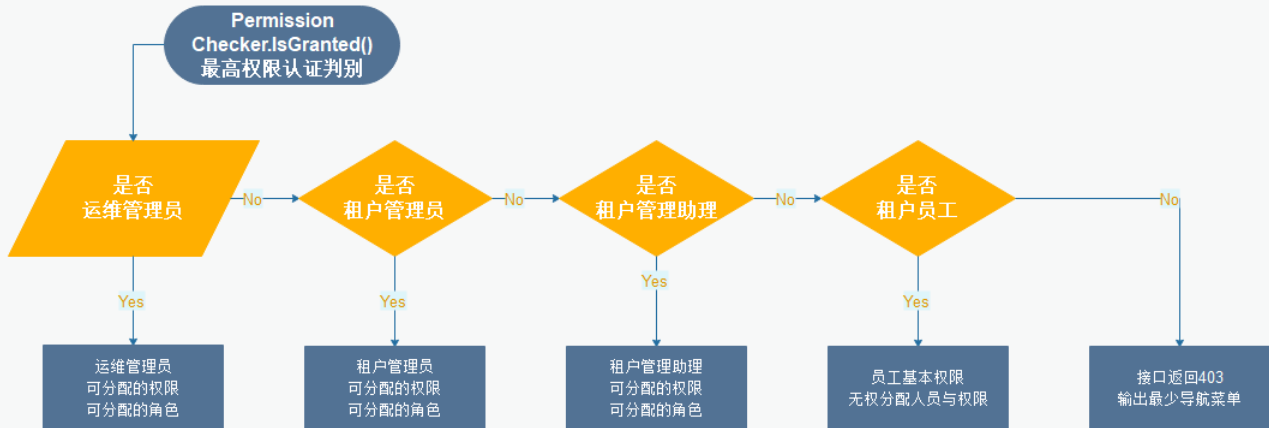 Permission
Checker.IsGranted()
最高权限认证判别
是否
运维管理员
No
是否
租户管理员
No
是否
租户管理助理
No
是否
租户员工
No
Yes
Yes
Yes
Yes
运维管理员
可分配的权限
可分配的角色
租户管理员
可分配的权限
可分配的角色
租户管理助理
可分配的权限
可分配的角色
员工基本权限
无权分配人员与权限
接口返回403
输出最少导航菜单